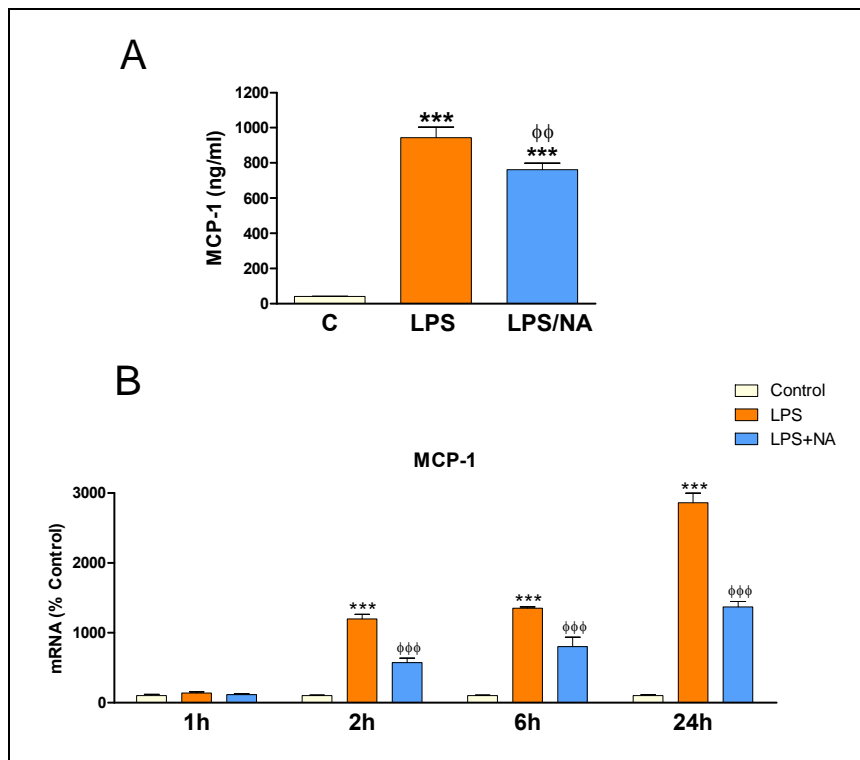 A
MCP-1 (ng/ml)
1200
1000
800
600
400
200
0
***
ϕϕ
***
C LPS LPS/NA
B
Control
LPS
LPS+NA
MCP-1
mRNA (% Control)
3000
2000
1000
0
*** ϕϕϕ
*** ϕϕϕ
*** ϕϕϕ
1h 2h 6h 24h